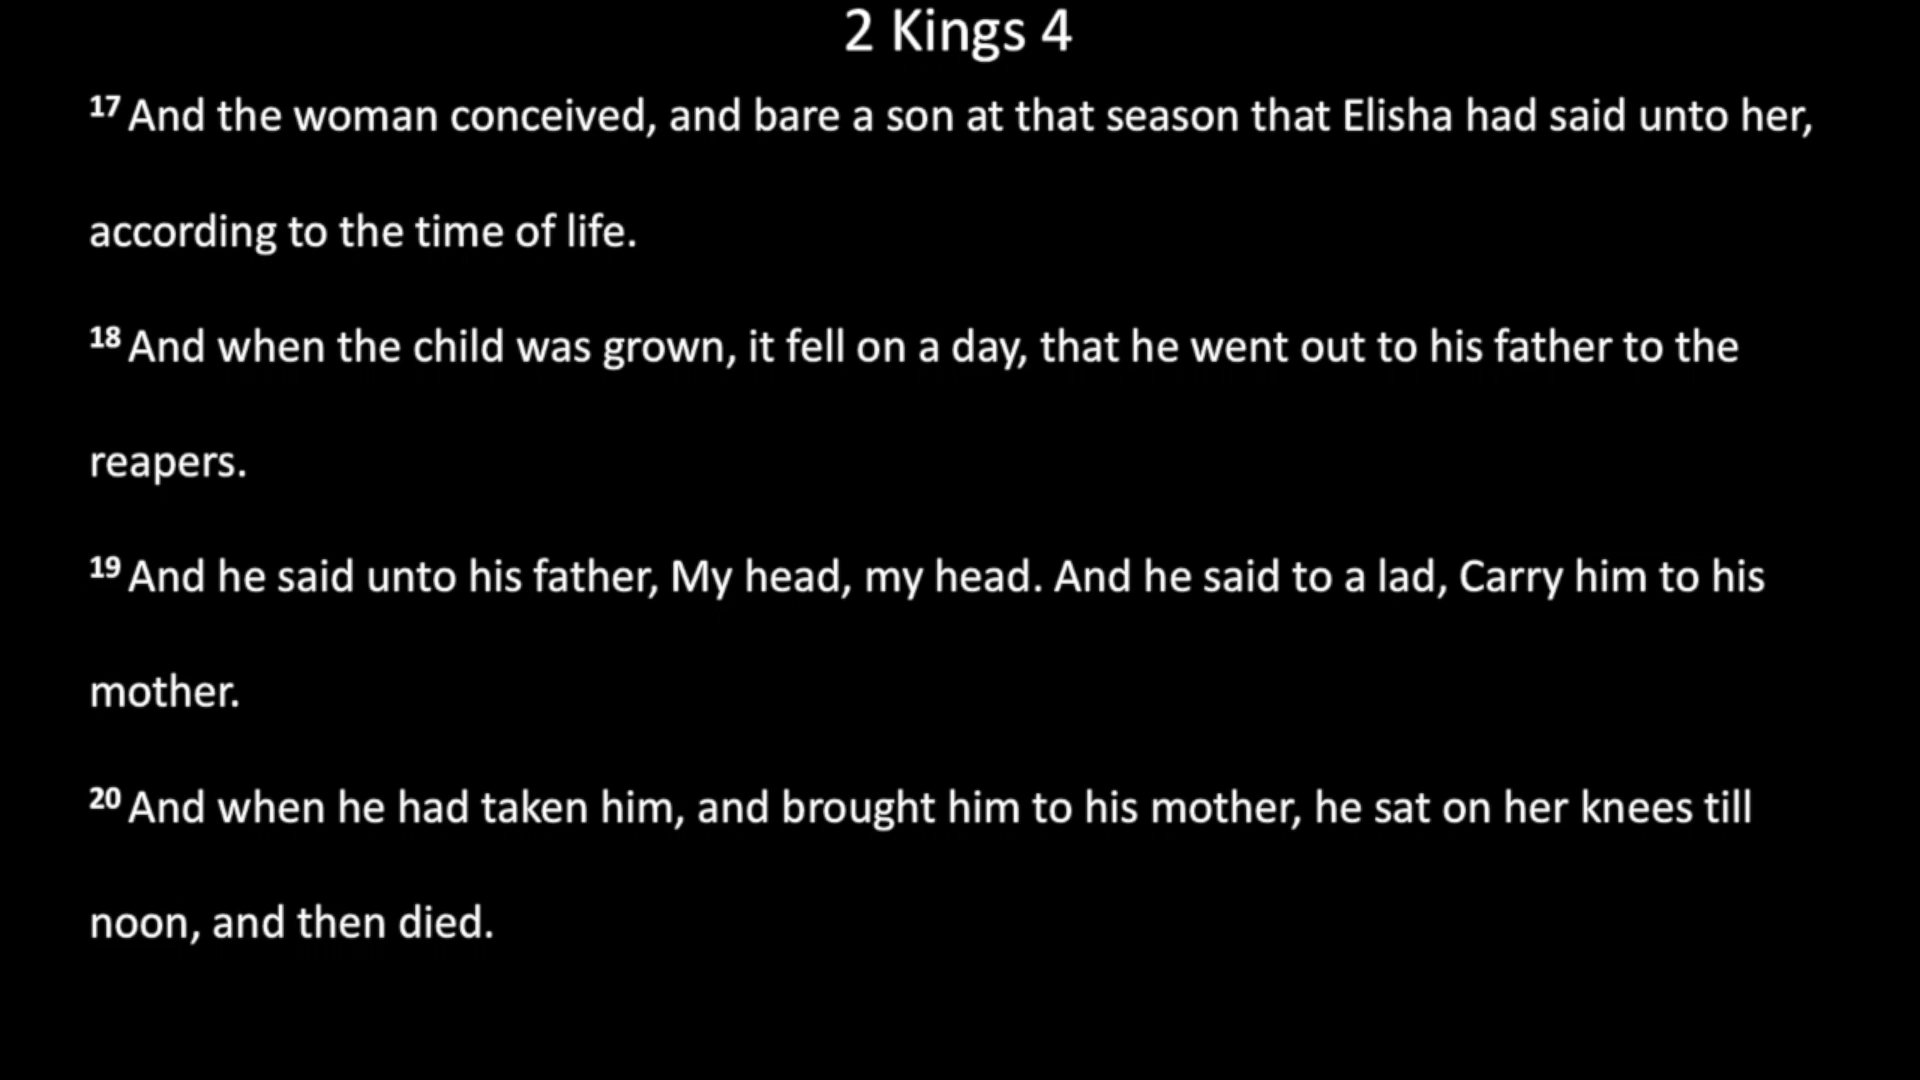 2 Kings 4
17 And the woman conceived, and bare a son at that season that Elisha had said unto her,
according to the time of life.
18 And when the child was grown, it fell on a day, that he went out to his father to the
reapers.
19 And he said unto his father, My head, my head. And he said to a lad, Carry him to his
mother.
20 And when he had taken him, and brought him to his mother, he sat on her knees till
noon, and then died.